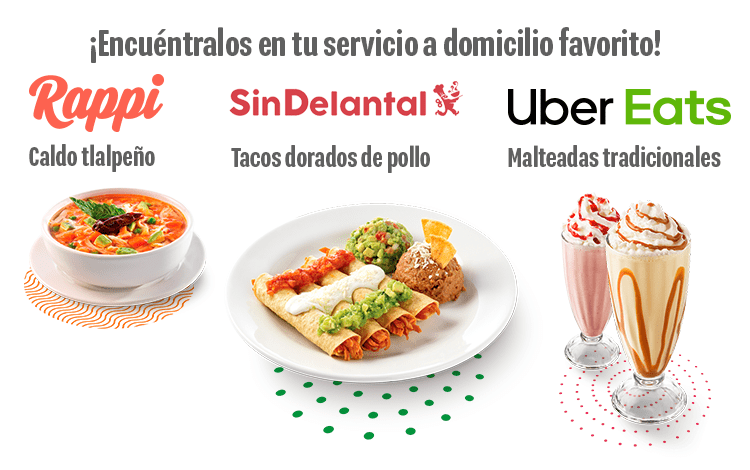 ¡Encuéntralos en tu servicio a domicilio favorito!
Rappi
SinDelantal
Uber Eats
Caldo tlalpeño
Tacos dorados de pollo
Malteadas tradicionales